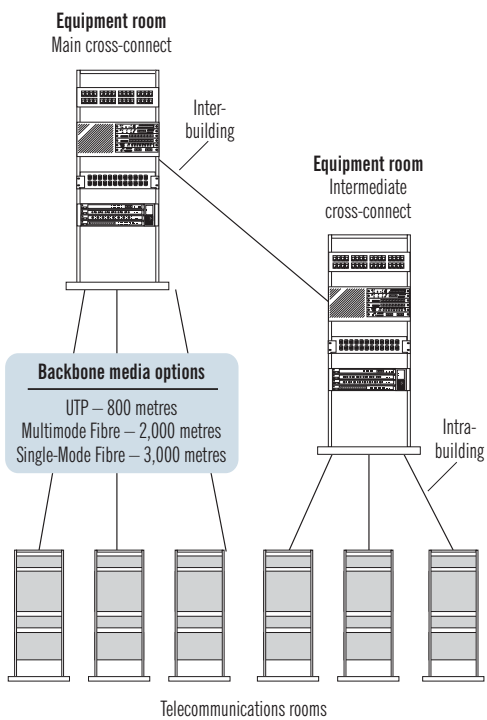 Equipment room
Main cross-connect
Inter-
building
Equipment room
Intermediate
cross-connect
Backbone media options
UTP – 800 metres
Multimode Fibre – 2,000 metres
Single-Mode Fibre – 3,000 metres
Intra-
building
Telecommunications rooms